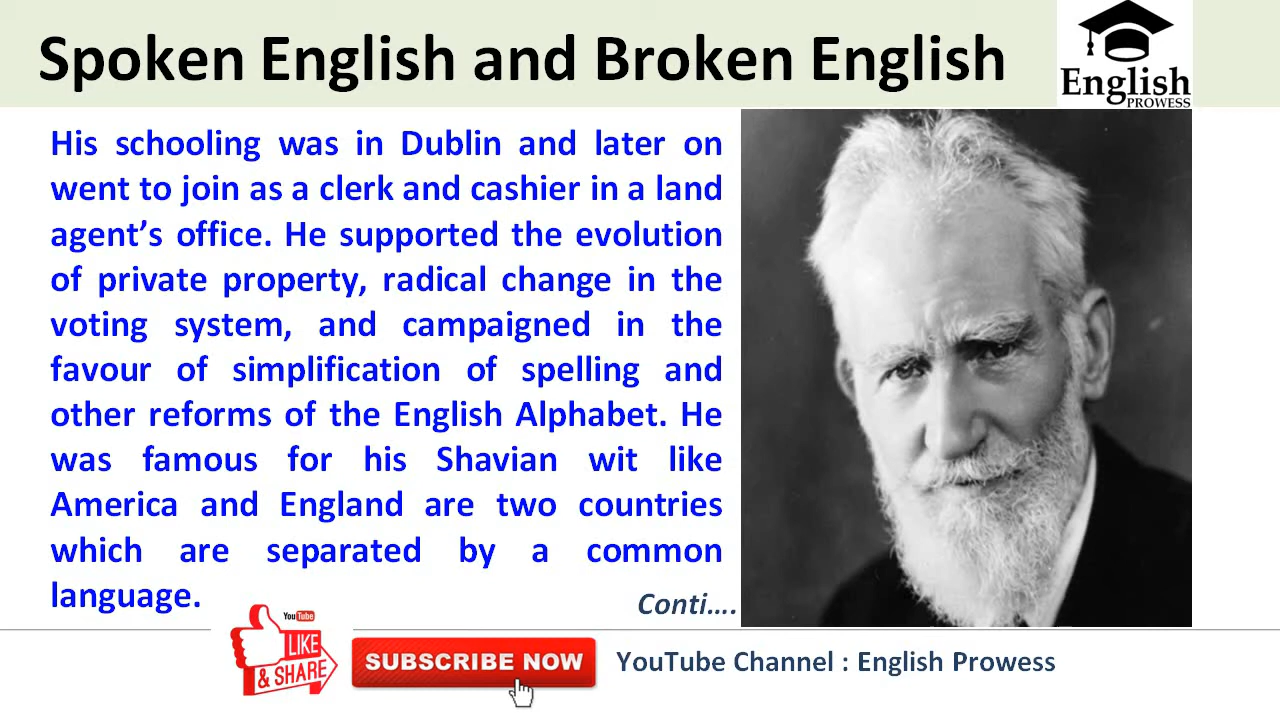 Spoken English and Broken English
English
PROWESS
His schooling was in Dublin and later on
went to join as a clerk and cashier in a land
agent’s office. He supported the evolution
of private property, radical change in the
voting system, and campaigned in the
favour of simplification of spelling and
other reforms of the English Alphabet. He
was famous for his Shavian wit like
America and England are two countries
which are separated by a common
language.
Conti....
YouTube
LIKE
& SHARE
SUBSCRIBE NOW
YouTube Channel : English Prowess